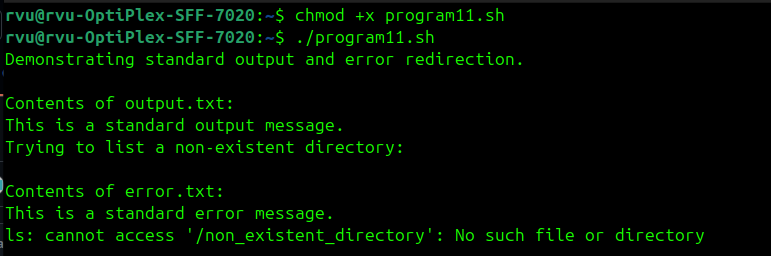 rvu@rvu-OptiPlex-SFF-7020:~$ chmod +x program11.sh
rvu@rvu-OptiPlex-SFF-7020:~$ ./program11.sh
Demonstrating standard output and error redirection.
Contents of output.txt:
This is a standard output message.
Trying to list a non-existent directory:
Contents of error.txt:
This is a standard error message.
ls: cannot access '/non_existent_directory': No such file or directory